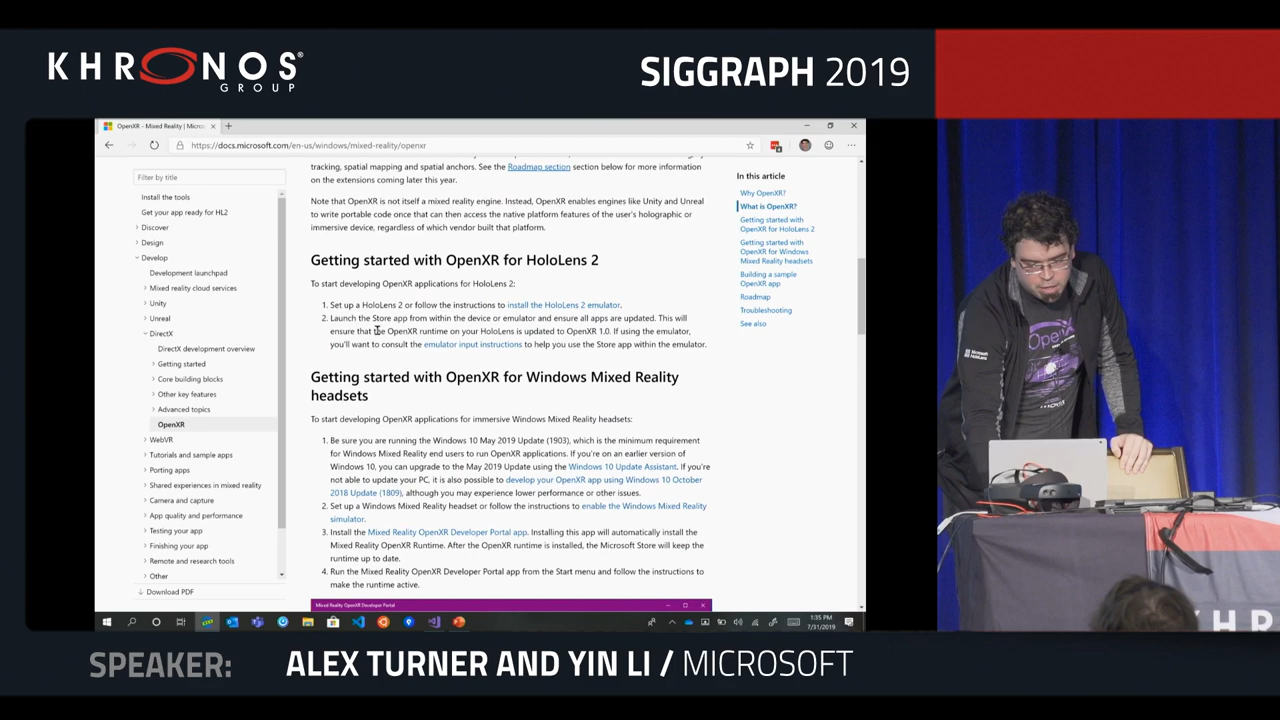 KHRONOS®
GROUP
SIGGRAPH 2019
OpenXR - Mixed Reality | Micros
https://docs.microsoft.com/en-us/windows/mixed-reality/openxr
Filter by title
Install the tools
Get your app ready for HL2
Discover
Design
Develop
Development launchpad
Mixed reality cloud services
Unity
Unreal
DirectX
DirectX development overview
Getting started
Core building blocks
Other key features
Advanced topics
OpenXR
WebVR
Tutorials and sample apps
Porting apps
Shared experiences in mixed reality
Camera and capture
App quality and performance
Testing your app
Finishing your app
Remote and research tools
Other
Download PDF
tracking, spatial mapping and spatial anchors. See the Roadmap section section below for more information
on the extensions coming later this year.
Note that OpenXR is not itself a mixed reality engine. Instead, OpenXR enables engines like Unity and Unreal
to write portable code once that can then access the native platform features of the user's holographic or
immersive device, regardless of which vendor built that platform.
Getting started with OpenXR for HoloLens 2
To start developing OpenXR applications for HoloLens 2:
1. Set up a HoloLens 2 or follow the instructions to install the HoloLens 2 emulator.
2. Launch the Store app from within the device or emulator and ensure all apps are updated. This will
ensure that the OpenXR runtime on your HoloLens is updated to OpenXR 1.0. If using the emulator,
you'll want to consult the emulator input instructions to help you use the Store app within the emulator.
Getting started with OpenXR for Windows Mixed Reality
headsets
To start developing OpenXR applications for immersive Windows Mixed Reality headsets:
1. Be sure you are running the Windows 10 May 2019 Update (1903), which is the minimum requirement
for Windows Mixed Reality end users to run OpenXR applications. If you're on an earlier version of
Windows 10, you can upgrade to the May 2019 Update using the Windows 10 Update Assistant. If you're
not able to update your PC, it is also possible to develop your OpenXR app using Windows 10 October
2018 Update (1809), although you may experience lower performance or other issues.
2. Set up a Windows Mixed Reality headset or follow the instructions to enable the Windows Mixed Reality
simulator.
3. Install the Mixed Reality OpenXR Developer Portal app. Installing this app will automatically install the
Mixed Reality OpenXR Runtime. After the OpenXR runtime is installed, the Microsoft Store will keep the
runtime up to date.
4. Run the Mixed Reality OpenXR Developer Portal app from the Start menu and follow the instructions to
make the runtime active.
Mixed Reality OpenXR Developer Portal
In this article
Why OpenXR?
What is OpenXR?
Getting started with
OpenXR for HoloLens 2
Getting started with
OpenXR for Windows
Mixed Reality headsets
Building a sample
OpenXR app
Roadmap
Troubleshooting
See also
1:35 PM
7/31/2019
OpenXR
KHR
SPEAKER: ALEX TURNER AND YIN LI / MICROSOFT